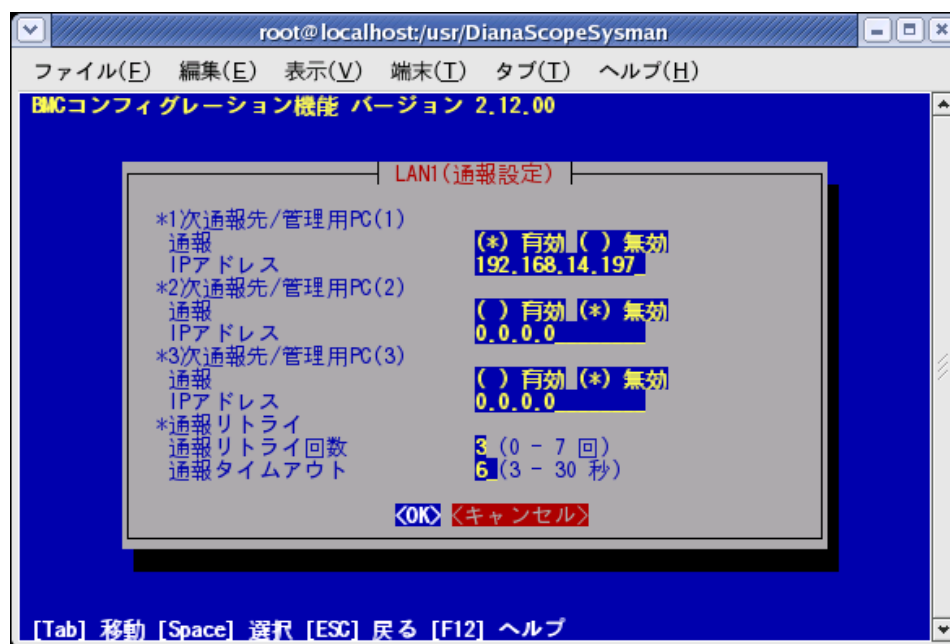 root@localhost:/usr/DianaScopeSysman
ファイル(F) 編集(E) 表示(V) 端末(T) タブ(T) ヘルプ(H)
BMCコンフィグレーション機能 バージョン 2.12.00
LAN1(通報設定)
*1次通報先/管理用PC(1)
通報 (*) 有効 ( ) 無効
IPアドレス 192.168.14.197_
*2次通報先/管理用PC(2)
通報 ( ) 有効 (*) 無効
IPアドレス 0.0.0.0________
*3次通報先/管理用PC(3)
通報 ( ) 有効 (*) 無効
IPアドレス 0.0.0.0________
*通報リトライ
通報リトライ回数 3 (0 - 7 回)
通報タイムアウト 6_(3 - 30 秒)
<OK> <キャンセル>
[Tab] 移動 [Space] 選択 [ESC] 戻る [F12] ヘルプ